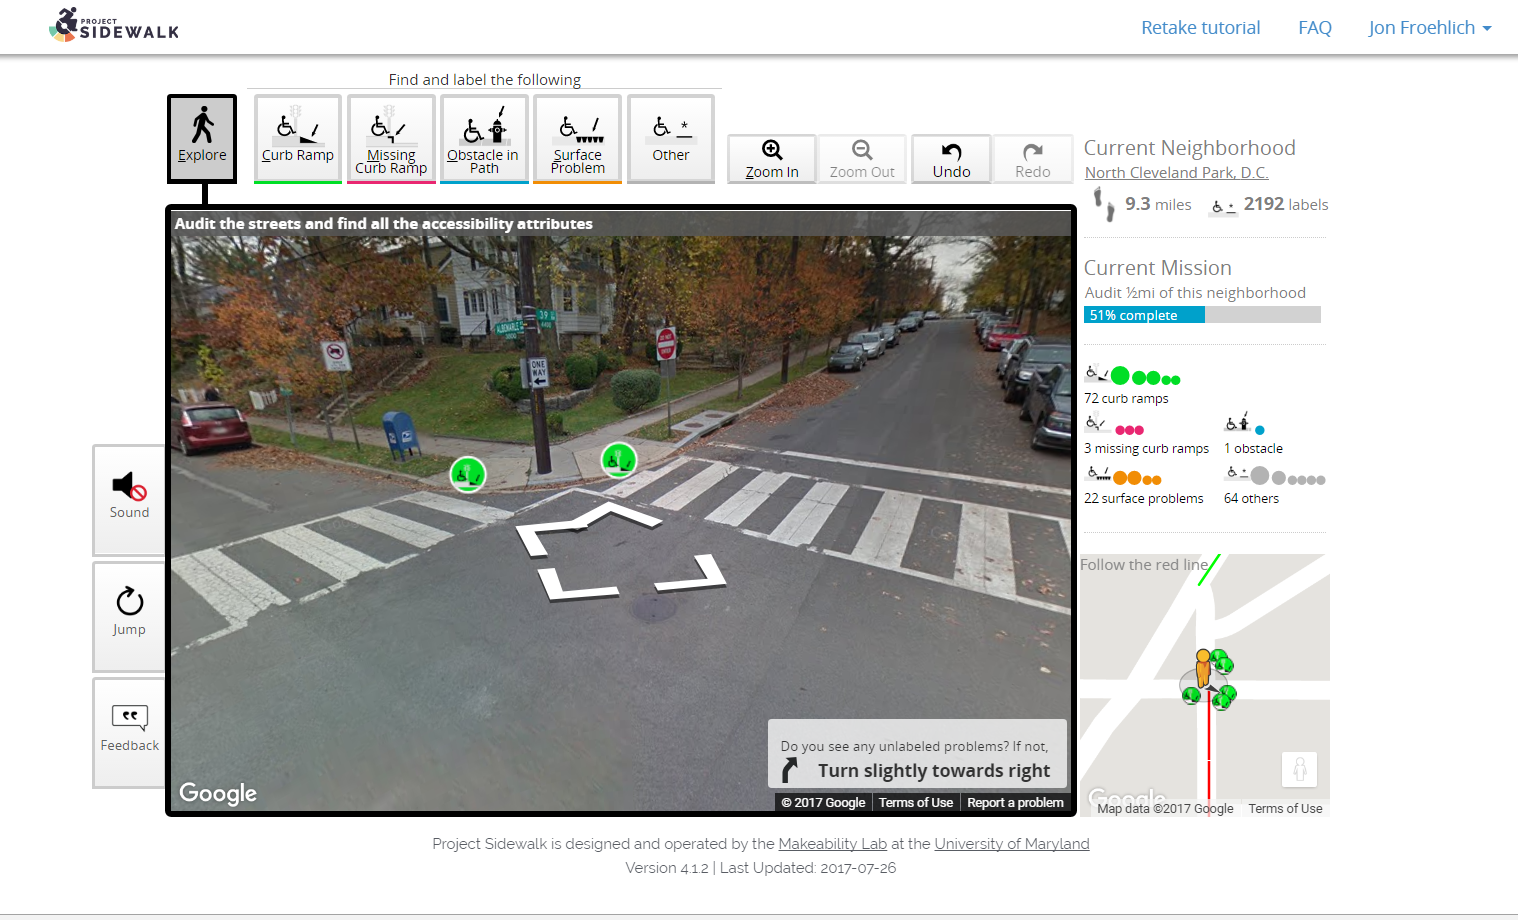 PROJECT
SIDEWALK
Retake tutorial
FAQ
Jon Froehlich
Find and label the following
Explore
Curb Ramp
Missing
Curb Ramp
Obstacle in
Path
Surface
Problem
Other
Zoom In
Zoom Out
Undo
Redo
Current Neighborhood
North Cleveland Park, D.C.
9.3 miles
2192 labels
Audit the streets and find all the accessibility attributes
Current Mission
Audit ½mi of this neighborhood
51% complete
39
ALBEMARLE
ONE
WAY
72 curb ramps
3 missing curb ramps
1 obstacle
22 surface problems
64 others
Sound
Jump
Feedback
Follow the red line
Do you see any unlabeled problems? If not,
Turn slightly towards right
Google
© 2017 Google
Terms of Use
Report a problem
Google
Map data ©2017 Google
Terms of Use
Project Sidewalk is designed and operated by the Makeability Lab at the University of Maryland
Version 4.1.2 | Last Updated: 2017-07-26